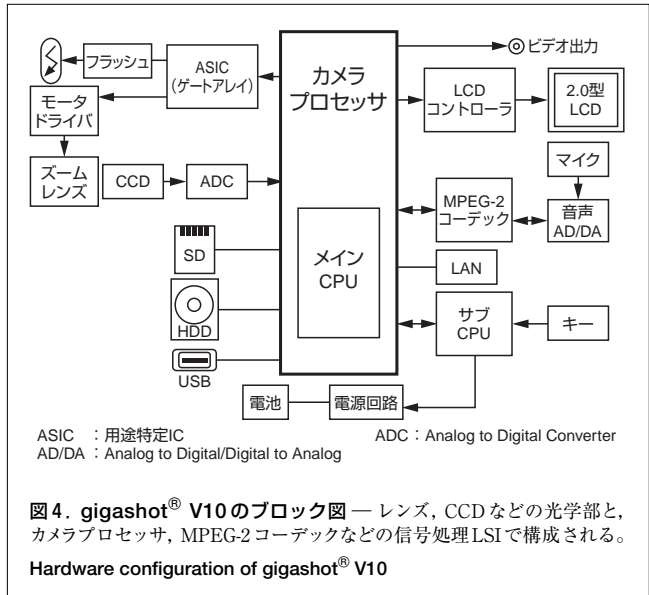 フラッシュ
ASIC
(ゲートアレイ)
カメラ
プロセッサ
ビデオ出力
LCD
コントローラ
2.0型
LCD
モータ
ドライバ
ズーム
レンズ
CCD
ADC
マイク
MPEG-2
コーデック
音声
AD/DA
SD
メイン
CPU
LAN
HDD
サブ
CPU
キー
USB
電池
電源回路
ASIC ：用途特定IC
ADC：Analog to Digital Converter
AD/DA：Analog to Digital/Digital to Analog
図4．gigashot® V10のブロック図 — レンズ，CCDなどの光学部と，
カメラプロセッサ，MPEG-2コーデックなどの信号処理LSIで構成される。
Hardware configuration of gigashot® V10